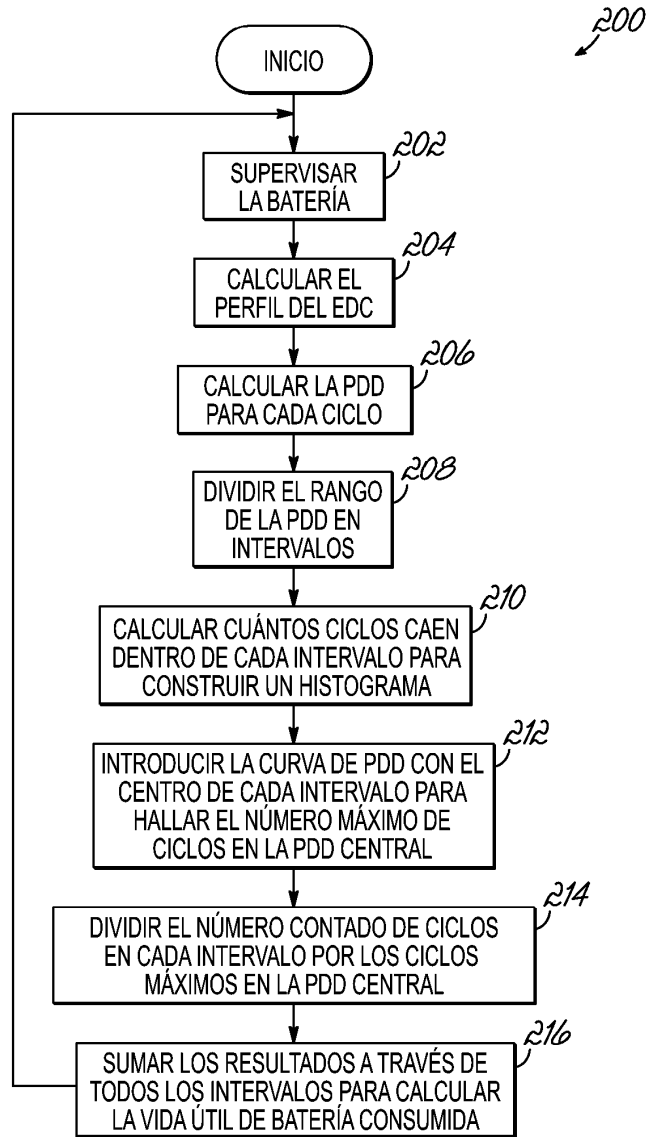 200
INICIO
202
SUPERVISAR
LA BATERÍA
204
CALCULAR EL
PERFIL DEL EDC
206
CALCULAR LA PDD
PARA CADA CICLO
208
DIVIDIR EL RANGO
DE LA PDD EN
INTERVALOS
210
CALCULAR CUÁNTOS CICLOS CAEN
DENTRO DE CADA INTERVALO PARA
CONSTRUIR UN HISTOGRAMA
212
INTRODUCIR LA CURVA DE PDD CON EL
CENTRO DE CADA INTERVALO PARA
HALLAR EL NÚMERO MÁXIMO DE
CICLOS EN LA PDD CENTRAL
214
DIVIDIR EL NÚMERO CONTADO DE CICLOS
EN CADA INTERVALO POR LOS CICLOS
MÁXIMOS EN LA PDD CENTRAL
216
SUMAR LOS RESULTADOS A TRAVÉS DE
TODOS LOS INTERVALOS PARA CALCULAR
LA VIDA ÚTIL DE BATERÍA CONSUMIDA